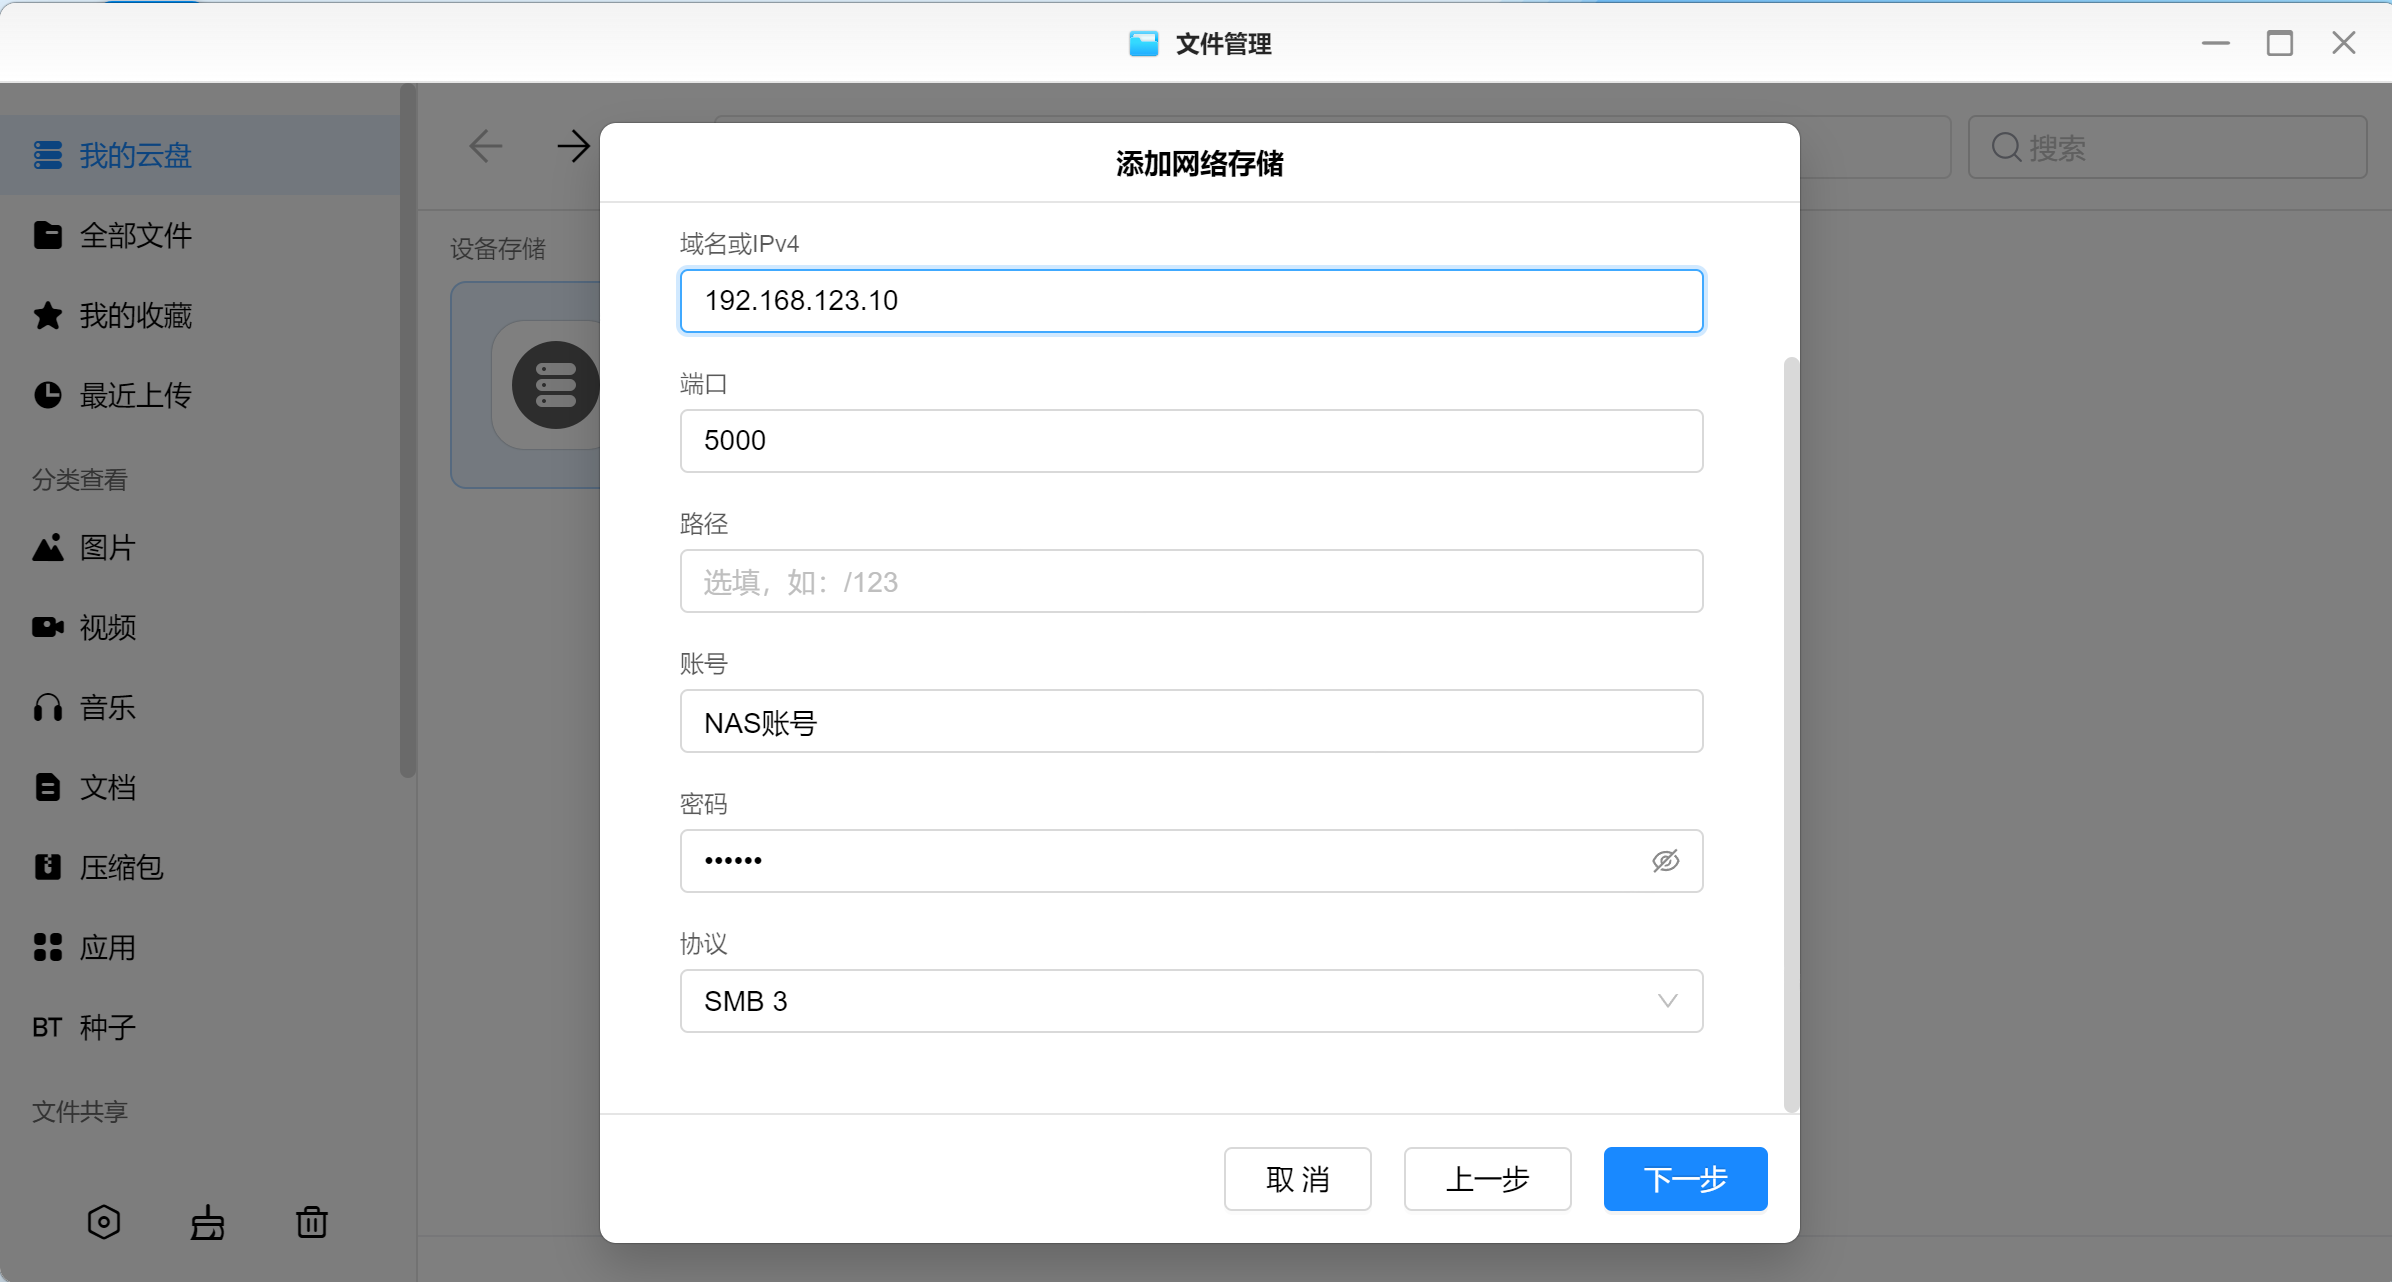 文件管理
我的云盘
全部文件
我的收藏
最近上传
分类查看
图片
视频
音乐
文档
压缩包
应用
BT 种子
文件共享
搜索
设备存储
添加网络存储
域名或IPv4
192.168.123.10
端口
5000
路径
选填，如：/123
账号
NAS账号
密码
••••••
协议
SMB 3
取 消
上一步
下一步